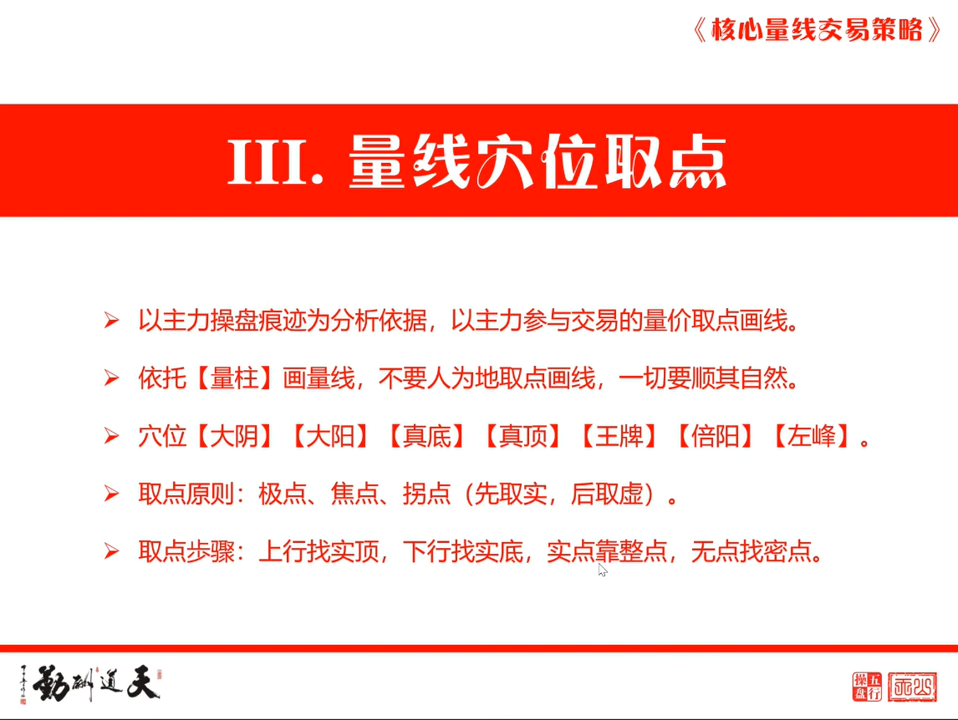 《核心量线交易策略》
III. 量线穴位取点
➢ 以主力操盘痕迹为分析依据，以主力参与交易的量价取点画线。
➢ 依托【量柱】画量线，不要人为地取点画线，一切要顺其自然。
➢ 穴位【大阴】【大阳】【真底】【真顶】【王牌】【倍阳】【左峰】。
➢ 取点原则：极点、焦点、拐点（先取实，后取虚）。
➢ 取点步骤：上行找实顶，下行找实底，实点靠整点，无点找密点。
勤酬道天
五行操盘